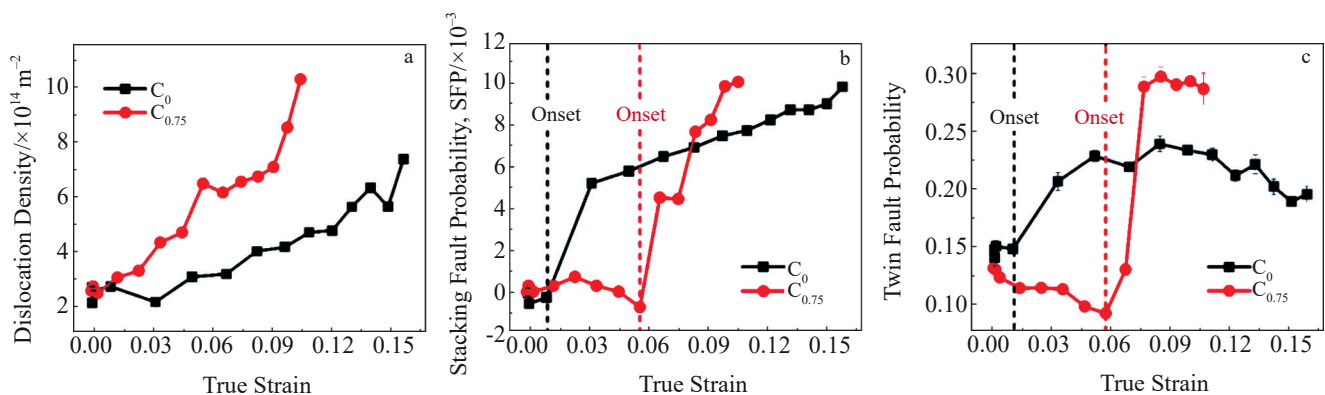 a
C₀
C₀.₇₅
Dislocation Density/×10¹⁴ m⁻²
10
8
6
4
2
0.00 0.03 0.06 0.09 0.12 0.15
True Strain
b
Onset Onset
C₀
C₀.₇₅
Stacking Fault Probability, SFP/×10⁻³
12
10
8
6
4
2
0
-2
0.00 0.03 0.06 0.09 0.12 0.15
True Strain
c
Onset Onset
C₀
C₀.₇₅
Twin Fault Probability
0.30
0.25
0.20
0.15
0.10
0.00 0.03 0.06 0.09 0.12 0.15
True Strain